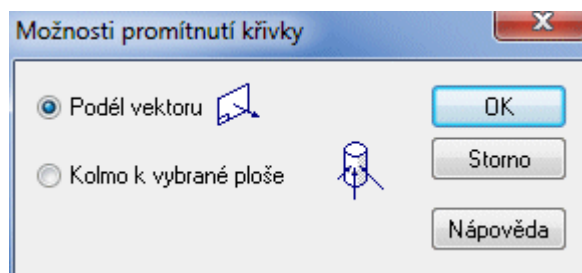 Možnosti promítnutí křivky
Podél vektoru
OK
Kolmo k vybrané ploše
Storno
Nápověda